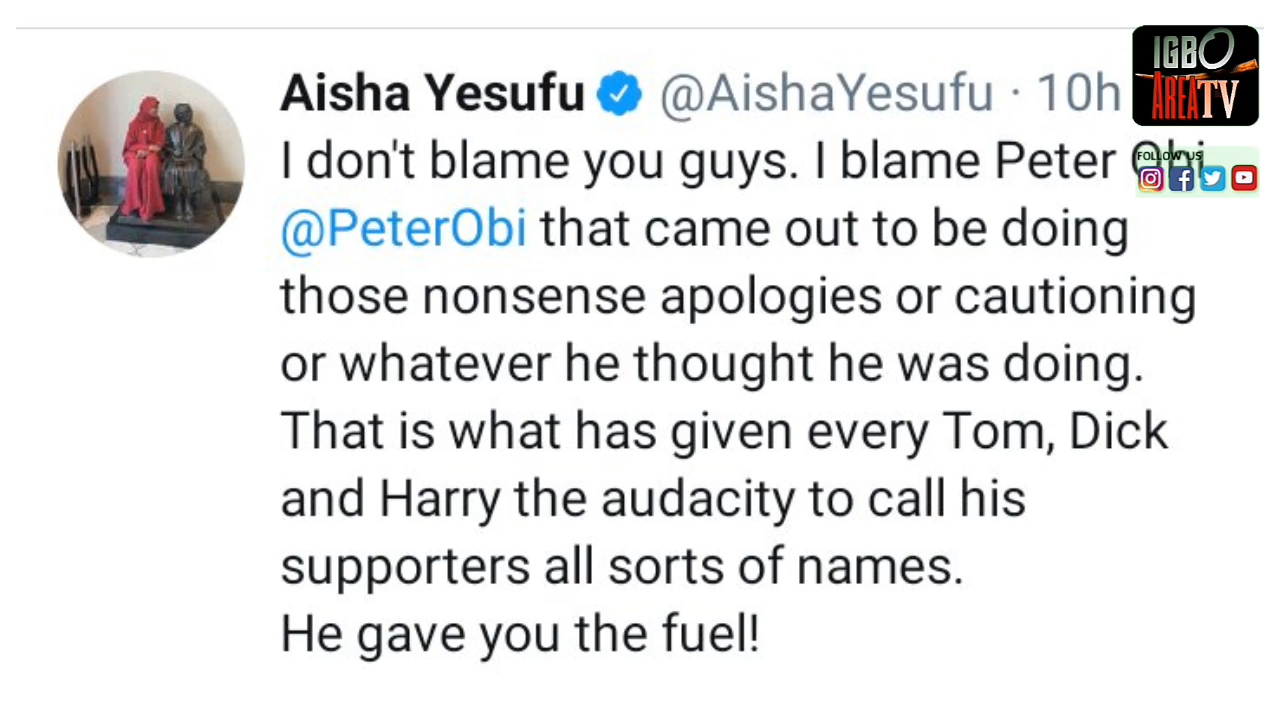 Aisha Yesufu @AishaYesufu · 10h
I don't blame you guys. I blame Peter Obi
@PeterObi that came out to be doing
those nonsense apologies or cautioning
or whatever he thought he was doing.
That is what has given every Tom, Dick
and Harry the audacity to call his
supporters all sorts of names.
He gave you the fuel!
IGBO
AREA TV
FOLLOW US